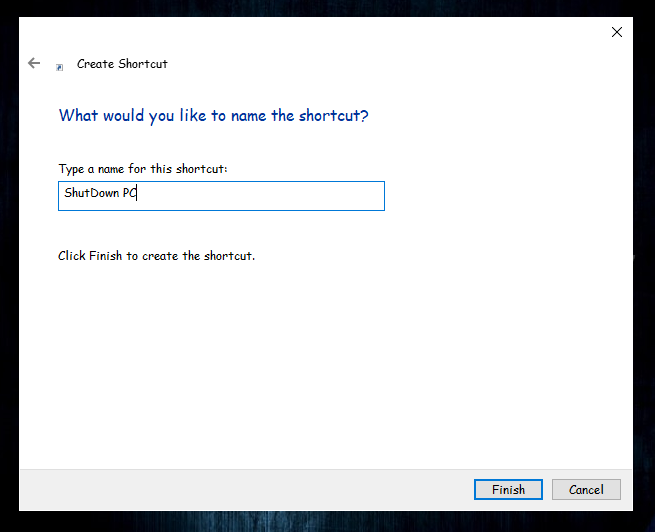 Create Shortcut
What would you like to name the shortcut?
Type a name for this shortcut:
ShutDown PC
Click Finish to create the shortcut.
Finish
Cancel